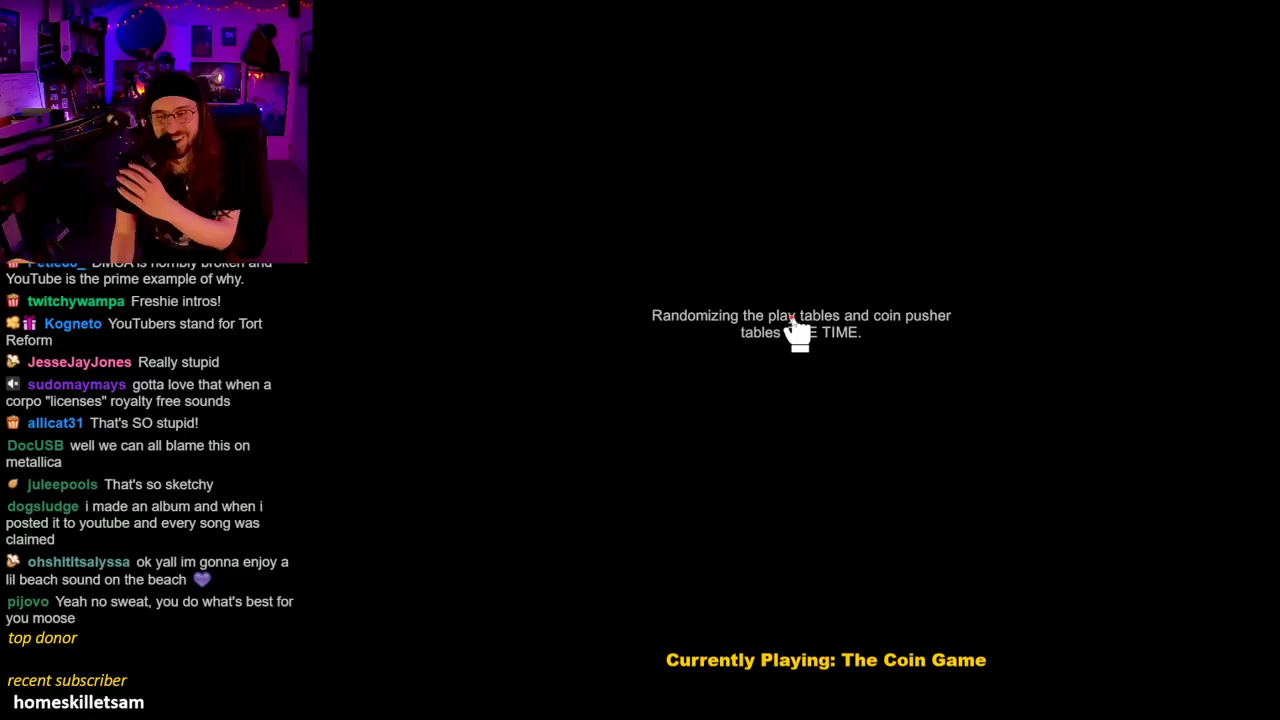 YouTube is the prime example of why.
twitchywampa Freshie intros!
Kogneto YouTubers stand for Tort
Reform
JesseJayJones Really stupid
sudomaymays gotta love that when a
corpo "licenses" royalty free sounds
allicat31 That's SO stupid!
DocUSB well we can all blame this on
metallica
juleepools That's so sketchy
dogsludge i made an album and when i
posted it to youtube and every song was
claimed
ohshititsalyssa ok yall im gonna enjoy a
lil beach sound on the beach
pijovo Yeah no sweat, you do what's best for
you moose
top donor
recent subscriber
homeskilletsam
Randomizing the play tables and coin pusher
tables TIME.
Currently Playing: The Coin Game